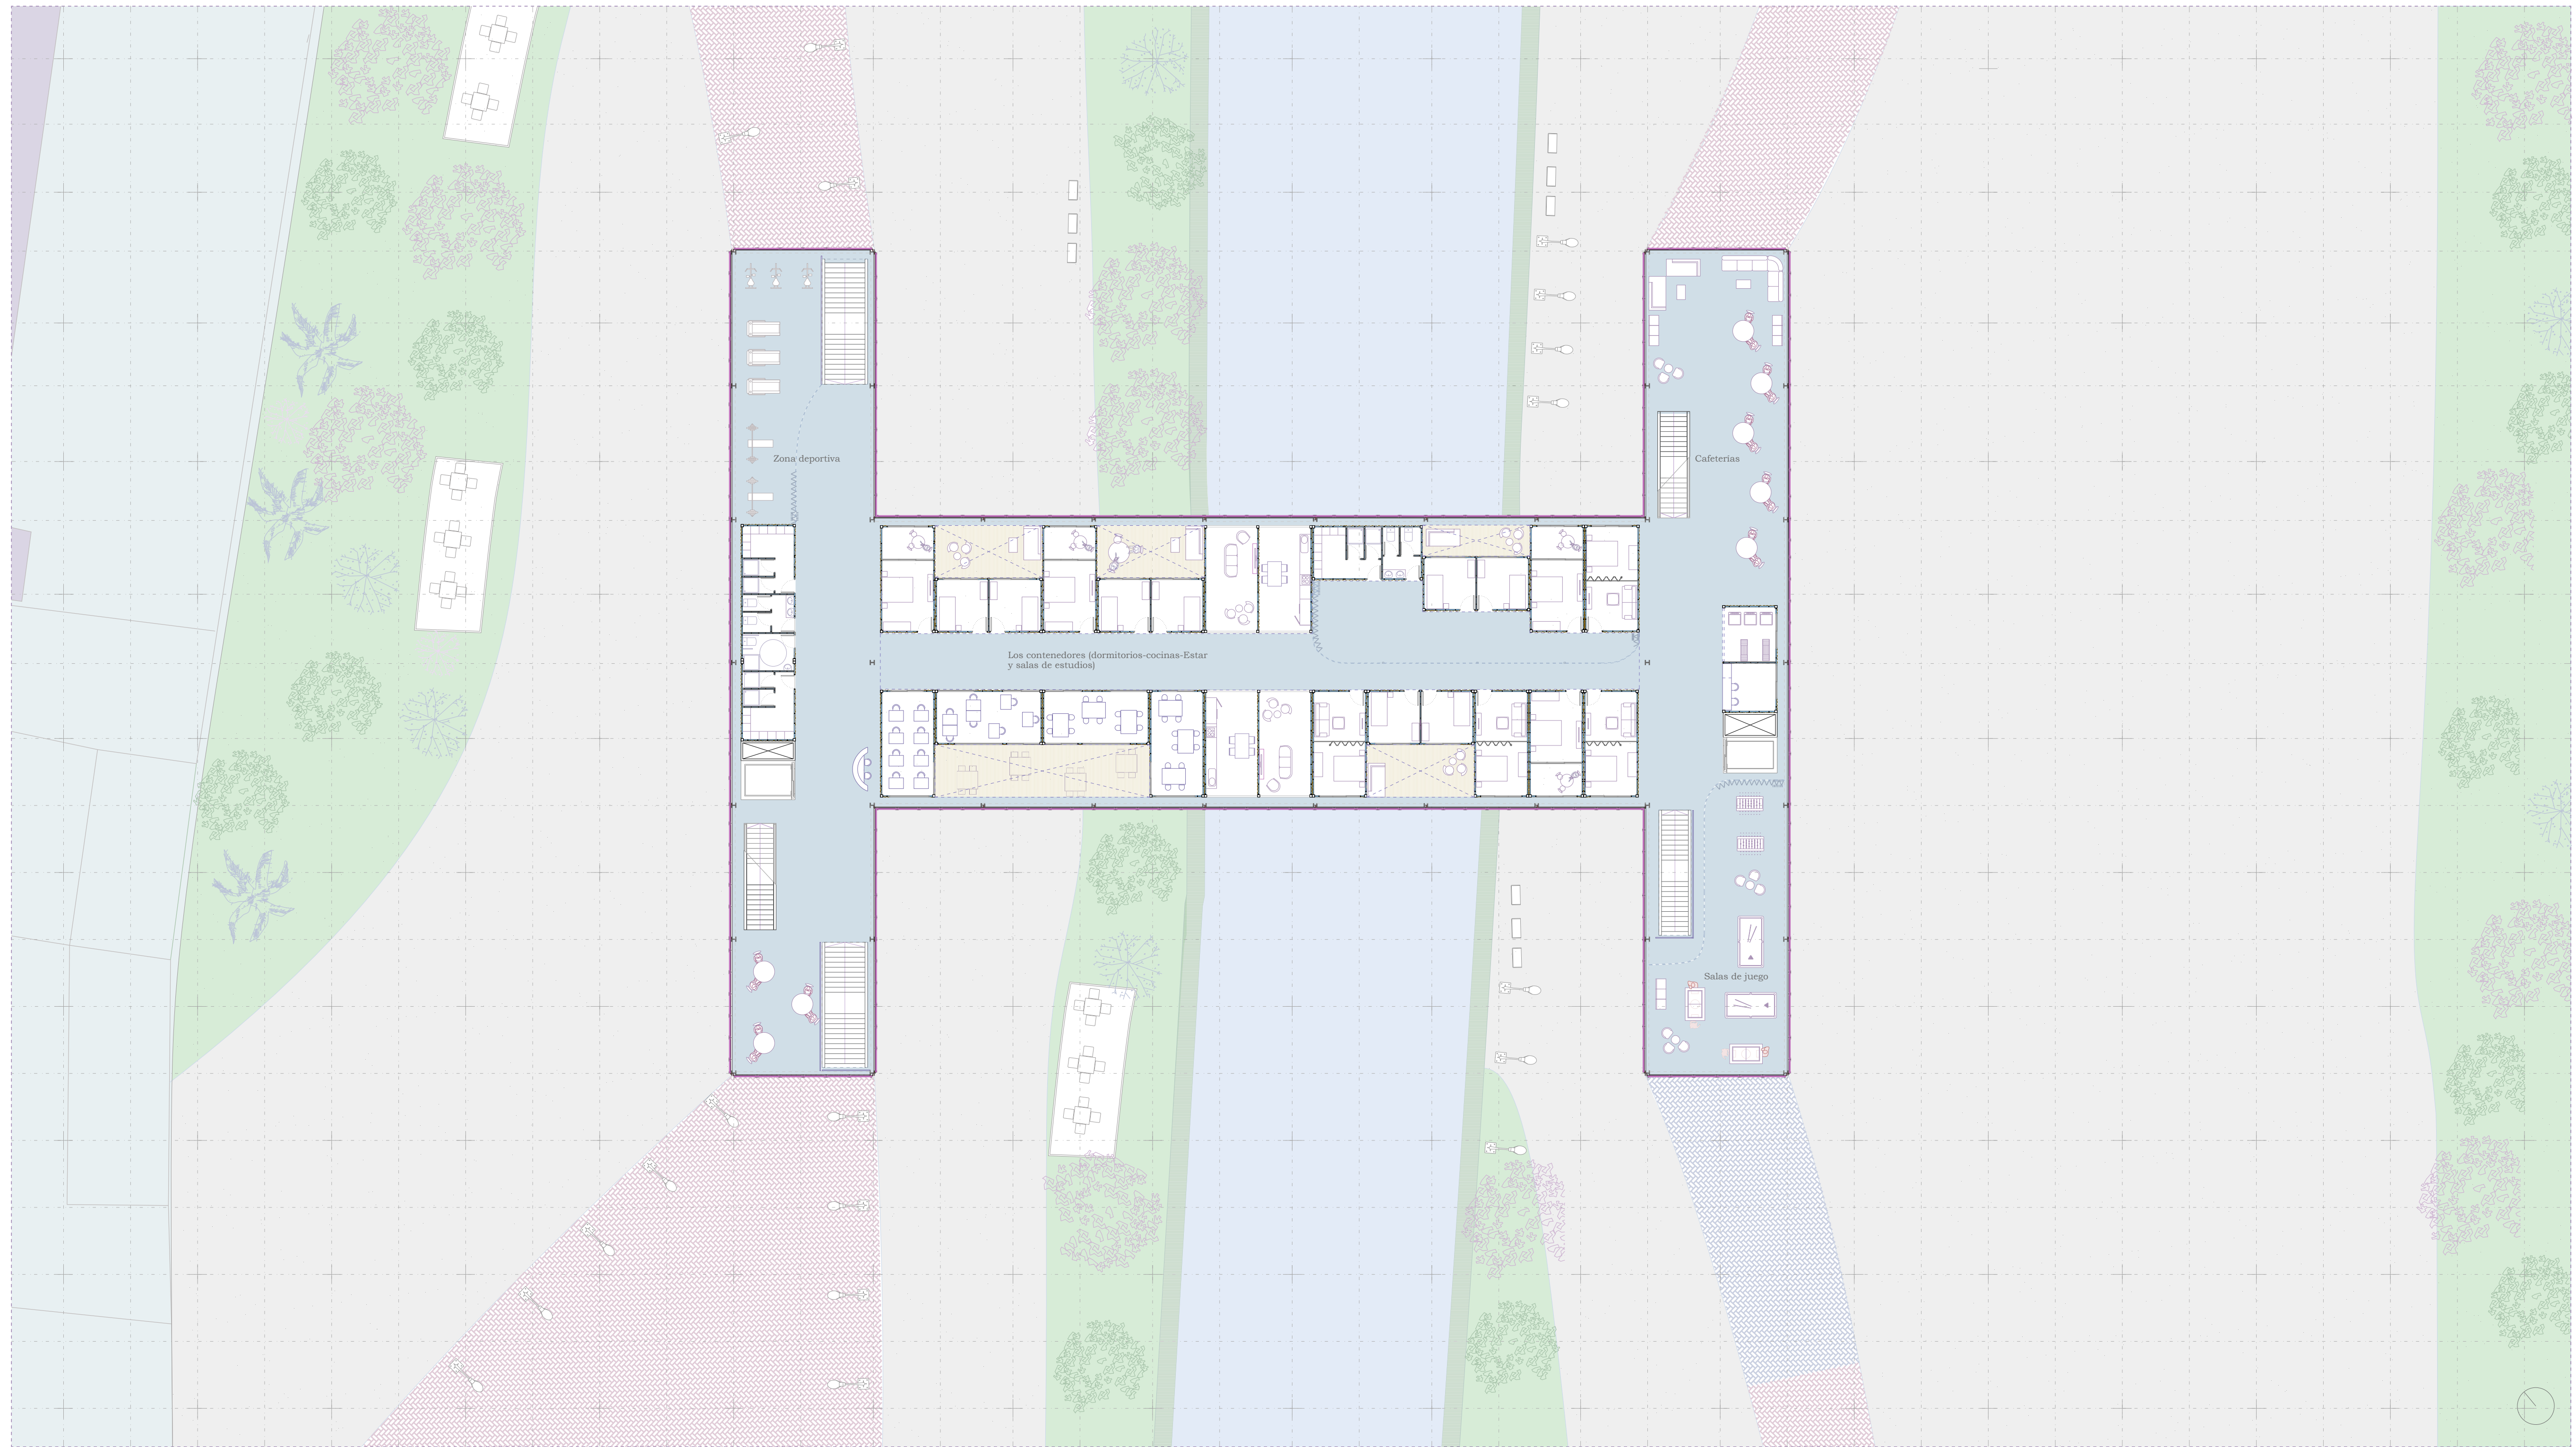 Zona deportiva
Cafeterías
Los contenedores (dormitorios-cocinas-Estar
y salas de estudios)
Salas de juego